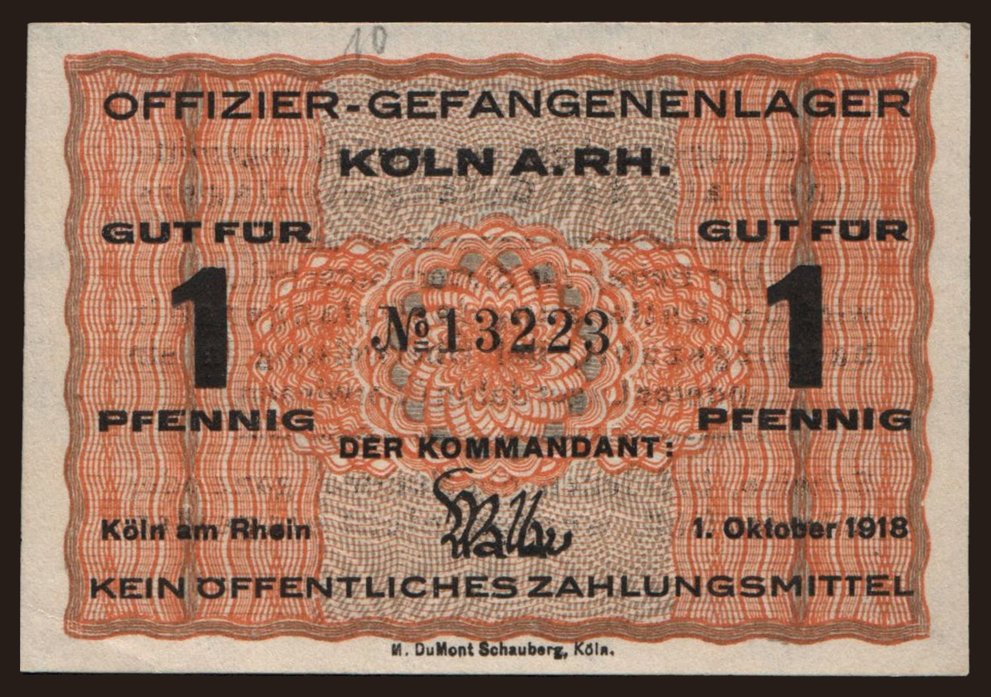 10
OFFIZIER-GEFANGENENLAGER
KÖLN A.RH.
GUT FÜR GUT FÜR
1 № 13223 1
PFENNIG PFENNIG
DER KOMMANDANT:
Köln am Rhein 1. Oktober 1918
KEIN ÖFFENTLICHES ZAHLUNGSMITTEL
M. DuMont Schauberg, Köln.